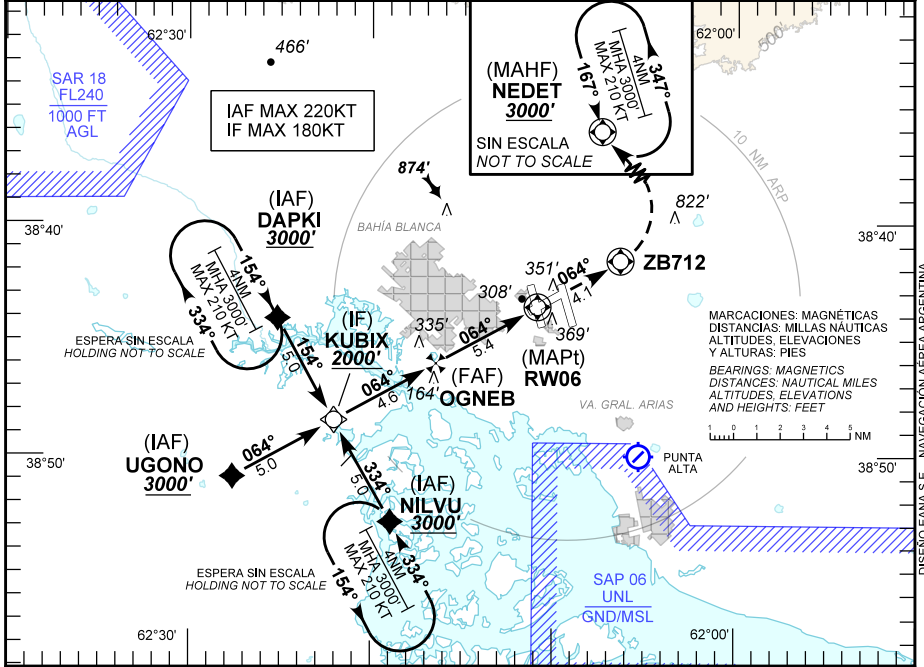 62°30'
62°00'
500'
466'
SAR 18
FL240
1000 FT
AGL
IAF MAX 220KT
IF MAX 180KT
(MAHF)
NEDET
3000'
SIN ESCALA
NOT TO SCALE
167°
4NM
MHA 3000'
MAX 210 KT
347°
10 NM ARP
874'
822'
38°40'
38°40'
(IAF)
DAPKI
3000'
BAHÍA BLANCA
154°
4NM
MHA 3000'
MAX 210 KT
334°
ESPERA SIN ESCALA
HOLDING NOT TO SCALE
154°
5.0
(IF)
KUBIX
2000'
335'
308'
351'
369'
064°
4.1
ZB712
064°
5.4
(MAPt)
RW06
064°
4.6
164'
(FAF)
OGNEB
MARCACIONES: MAGNÉTICAS
DISTANCIAS: MILLAS NÁUTICAS
ALTITUDES, ELEVACIONES
Y ALTURAS: PIES
BEARINGS: MAGNETICS
DISTANCES: NAUTICAL MILES
ALTITUDES, ELEVATIONS
AND HEIGHTS: FEET
1 0 1 2 3 4 5 NM
VA. GRAL. ARIAS
(IAF)
UGONO
3000'
064°
5.0
38°50'
38°50'
PUNTA
ALTA
334°
5.0
(IAF)
NILVU
3000'
334°
4NM
MHA 3000'
MAX 210 KT
154°
ESPERA SIN ESCALA
HOLDING NOT TO SCALE
SAP 06
UNL
GND/MSL
62°30'
62°00'